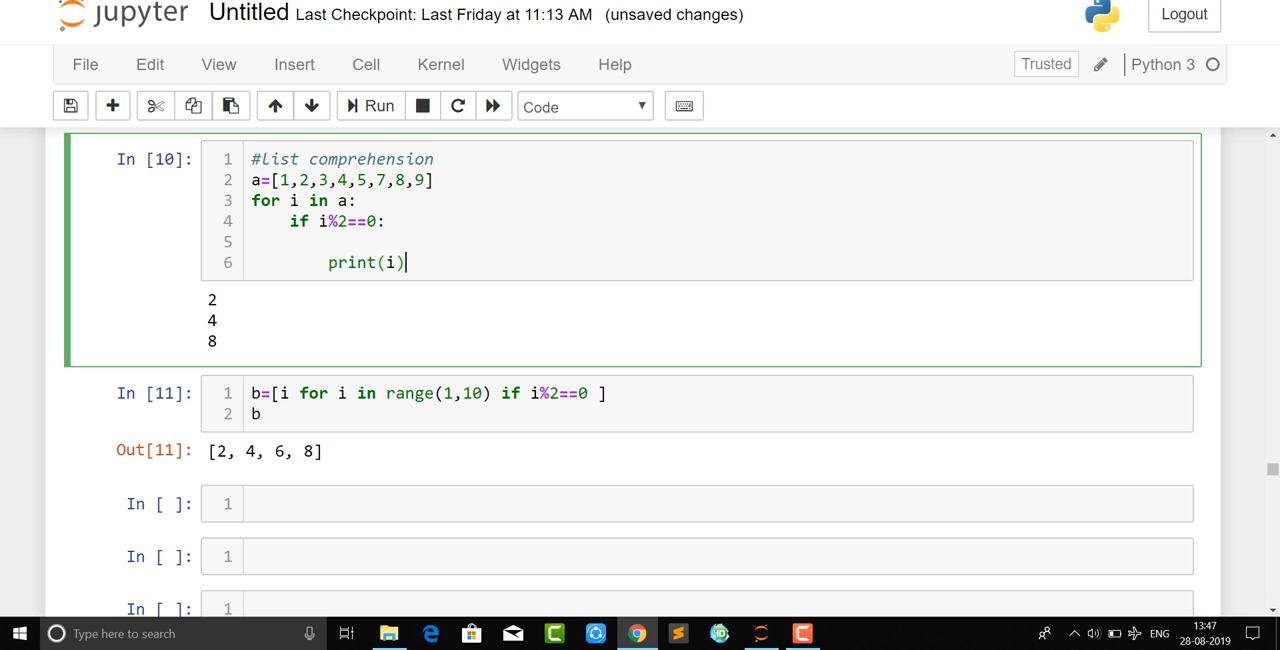 jupyter Untitled Last Checkpoint: Last Friday at 11:13 AM (unsaved changes) Logout
File Edit View Insert Cell Kernel Widgets Help Trusted Python 3
Run Code
In [10]: 1 #list comprehension
2 a=[1,2,3,4,5,7,8,9]
3 for i in a:
4 if i%2==0:
5
6 print(i)
2
4
8
In [11]: 1 b=[i for i in range(1,10) if i%2==0 ]
2 b
Out[11]: [2, 4, 6, 8]
In [ ]: 1
In [ ]: 1
In [ ]: 1
Type here to search ENG 13:47
28-08-2019